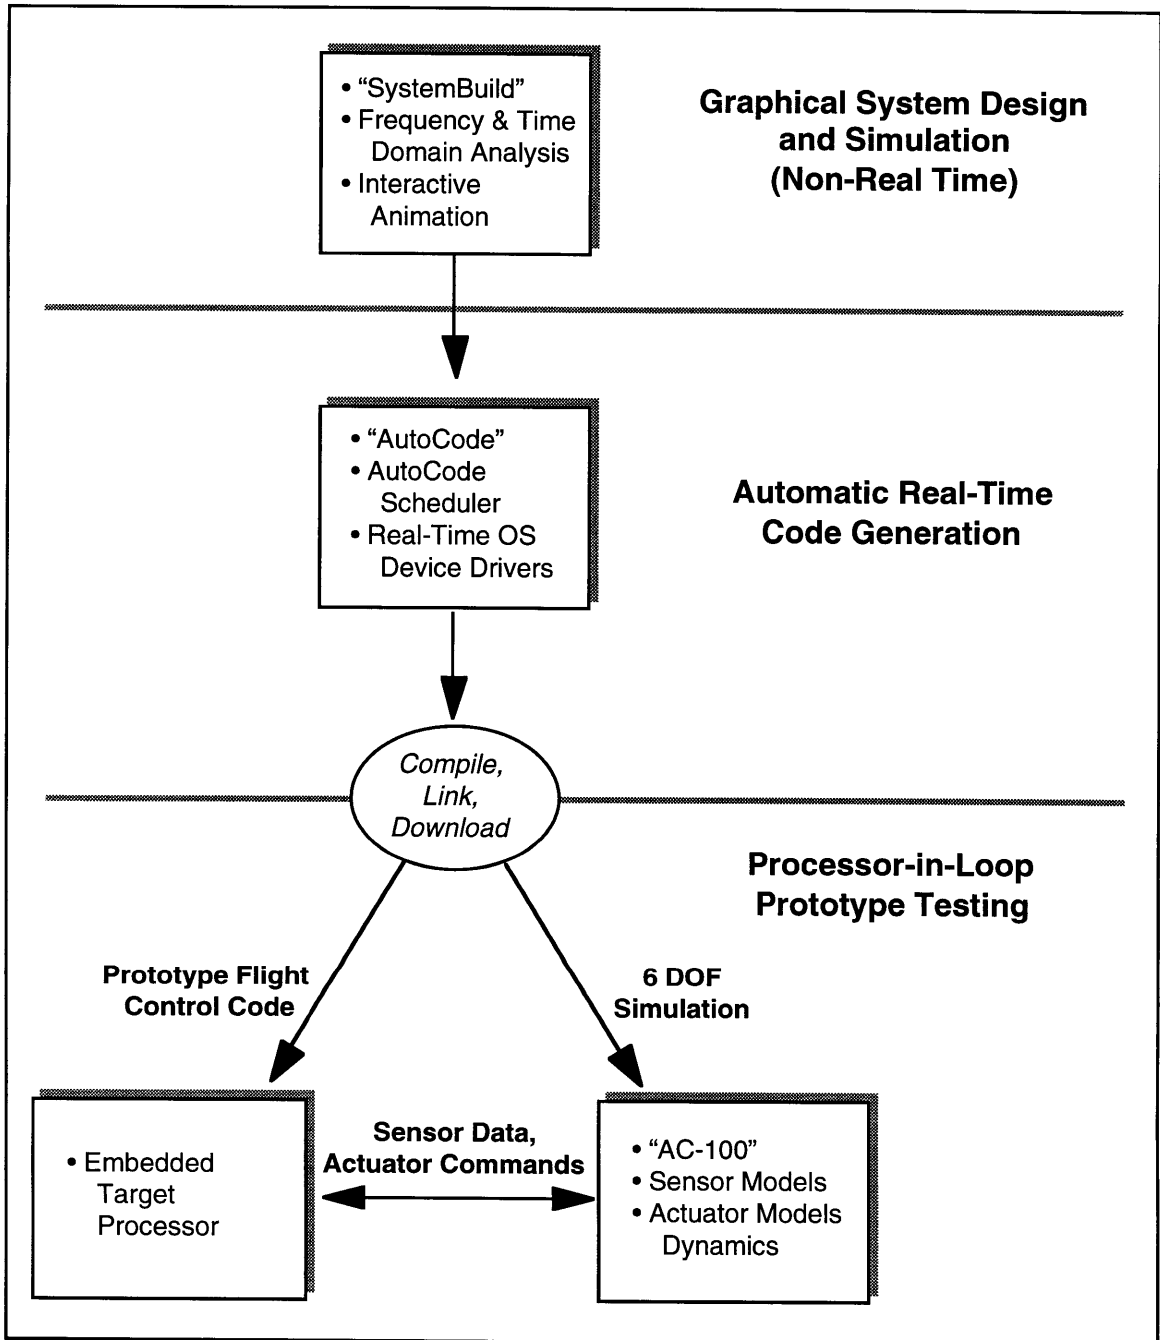 • “SystemBuild”
• Frequency & Time
Domain Analysis
• Interactive
Animation
Graphical System Design
and Simulation
(Non-Real Time)
• “AutoCode”
• AutoCode
Scheduler
• Real-Time OS
Device Drivers
Automatic Real-Time
Code Generation
Compile,
Link,
Download
Processor-in-Loop
Prototype Testing
Prototype Flight
Control Code
6 DOF
Simulation
• Embedded
Target
Processor
Sensor Data,
Actuator Commands
• “AC-100”
• Sensor Models
• Actuator Models
Dynamics